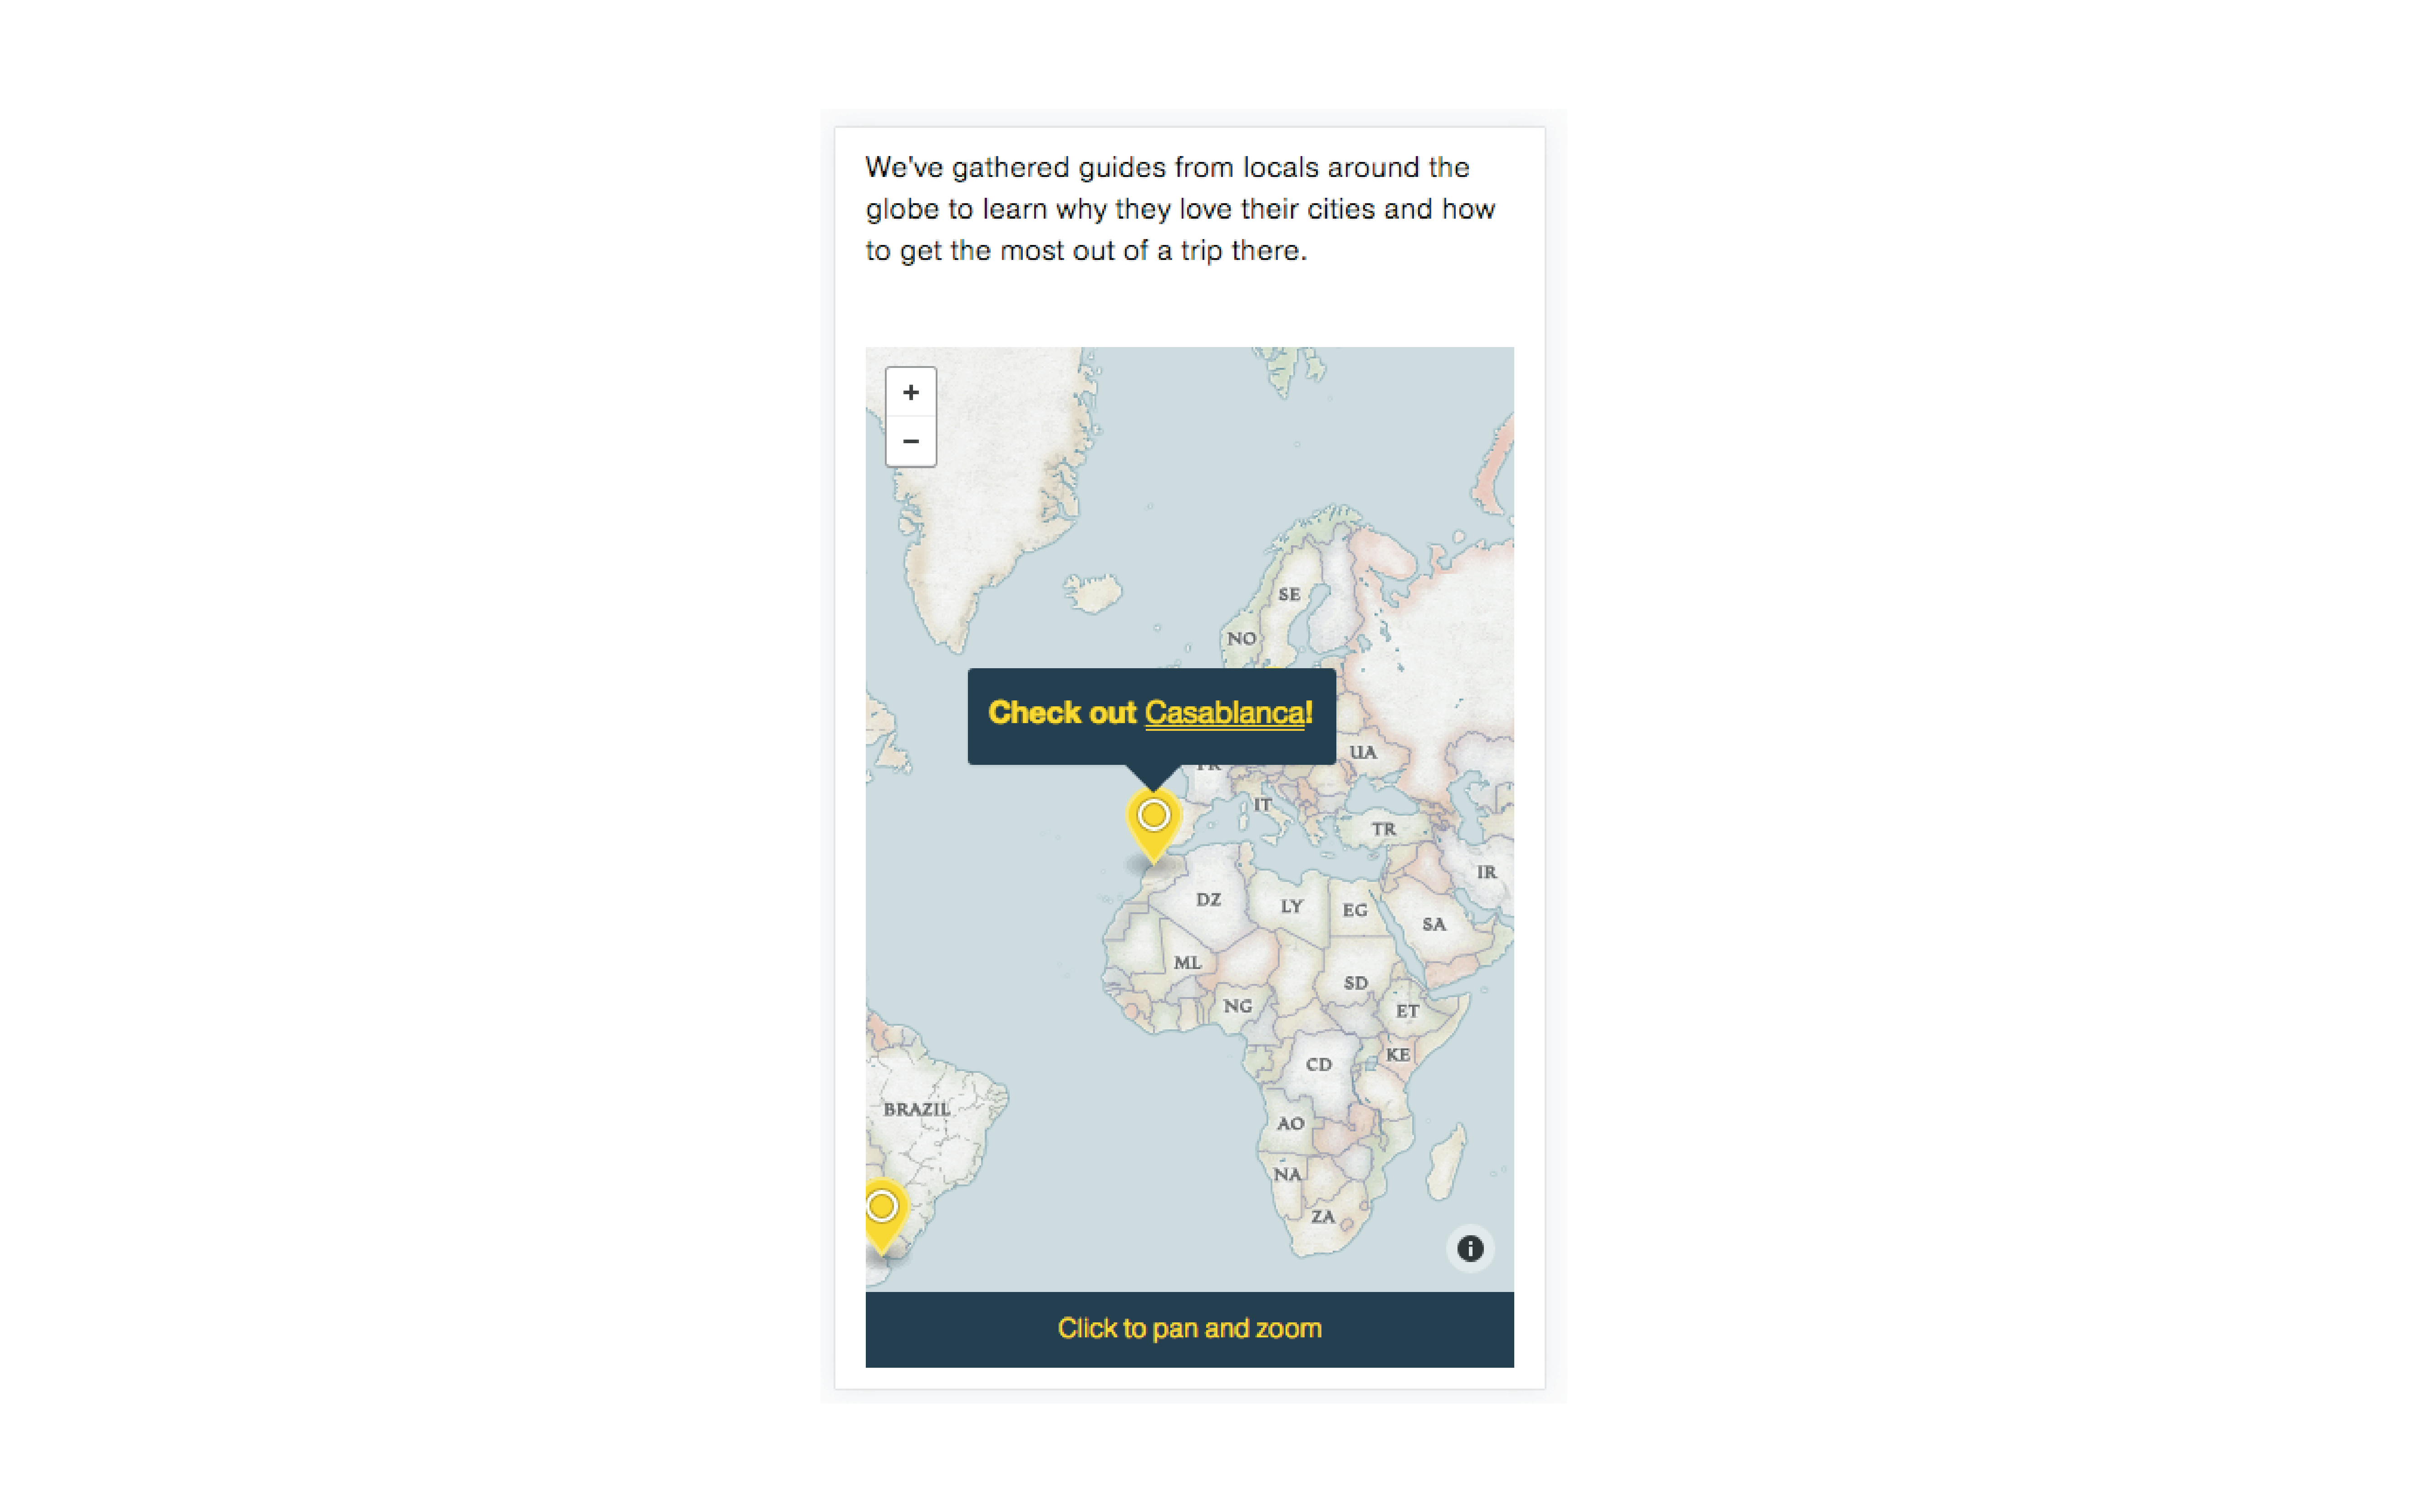 We've gathered guides from locals around the
globe to learn why they love their cities and how
to get the most out of a trip there.
+
−
SE
NO
Check out Casablanca!
UA
FR
IT
TR
IR
DZ
LY
EG
SA
ML
SD
NG
ET
KE
CD
BRAZIL
AO
NA
ZA
i
Click to pan and zoom